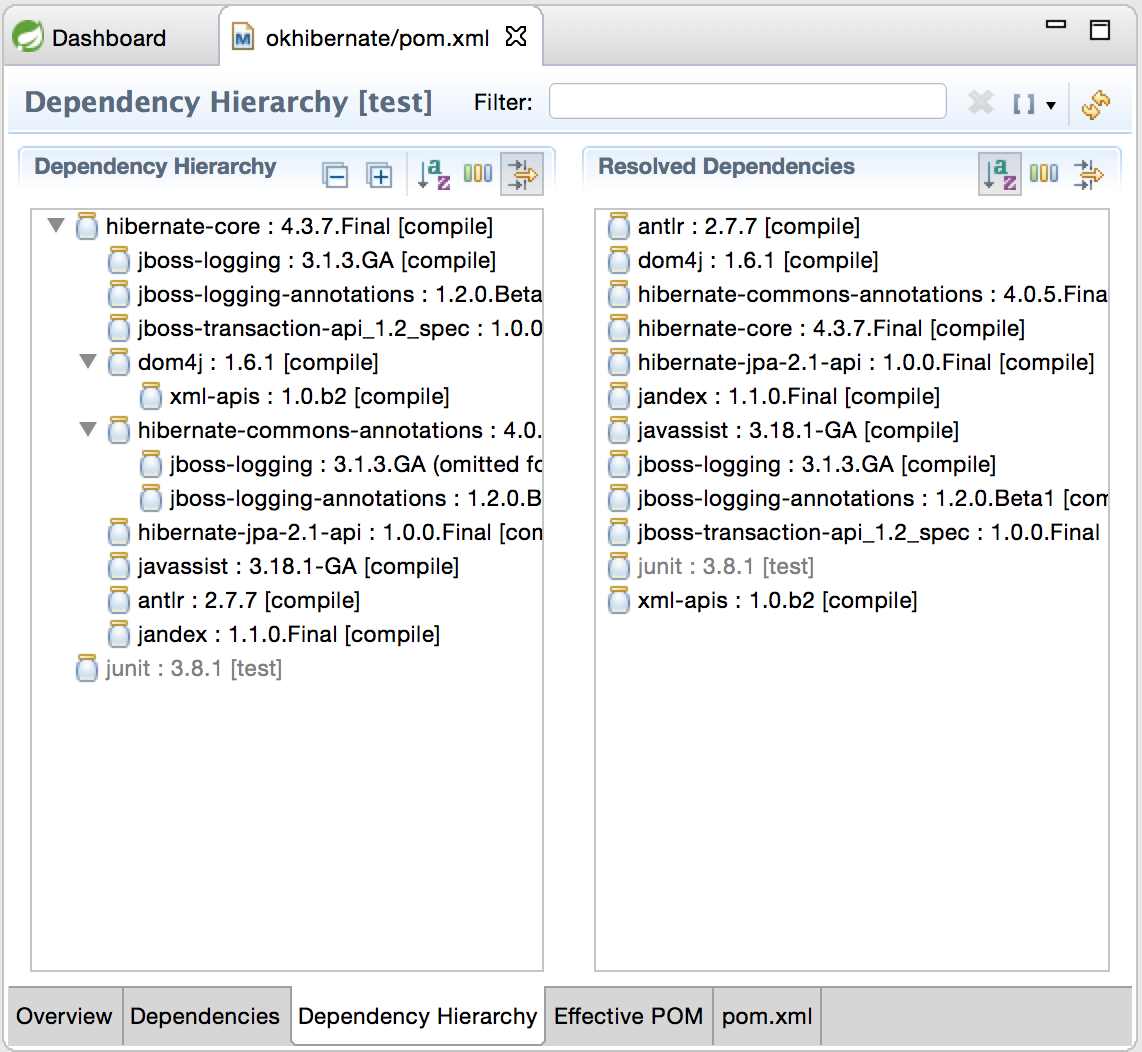 Dashboard
okhibernate/pom.xml
Dependency Hierarchy [test]
Filter:
Dependency Hierarchy
hibernate-core : 4.3.7.Final [compile]
jboss-logging : 3.1.3.GA [compile]
jboss-logging-annotations : 1.2.0.Beta
jboss-transaction-api_1.2_spec : 1.0.0
dom4j : 1.6.1 [compile]
xml-apis : 1.0.b2 [compile]
hibernate-commons-annotations : 4.0.
jboss-logging : 3.1.3.GA (omitted fo
jboss-logging-annotations : 1.2.0.B
hibernate-jpa-2.1-api : 1.0.0.Final [con
javassist : 3.18.1-GA [compile]
antlr : 2.7.7 [compile]
jandex : 1.1.0.Final [compile]
junit : 3.8.1 [test]
Resolved Dependencies
antlr : 2.7.7 [compile]
dom4j : 1.6.1 [compile]
hibernate-commons-annotations : 4.0.5.Fina
hibernate-core : 4.3.7.Final [compile]
hibernate-jpa-2.1-api : 1.0.0.Final [compile]
jandex : 1.1.0.Final [compile]
javassist : 3.18.1-GA [compile]
jboss-logging : 3.1.3.GA [compile]
jboss-logging-annotations : 1.2.0.Beta1 [com
jboss-transaction-api_1.2_spec : 1.0.0.Final
junit : 3.8.1 [test]
xml-apis : 1.0.b2 [compile]
Overview
Dependencies
Dependency Hierarchy
Effective POM
pom.xml